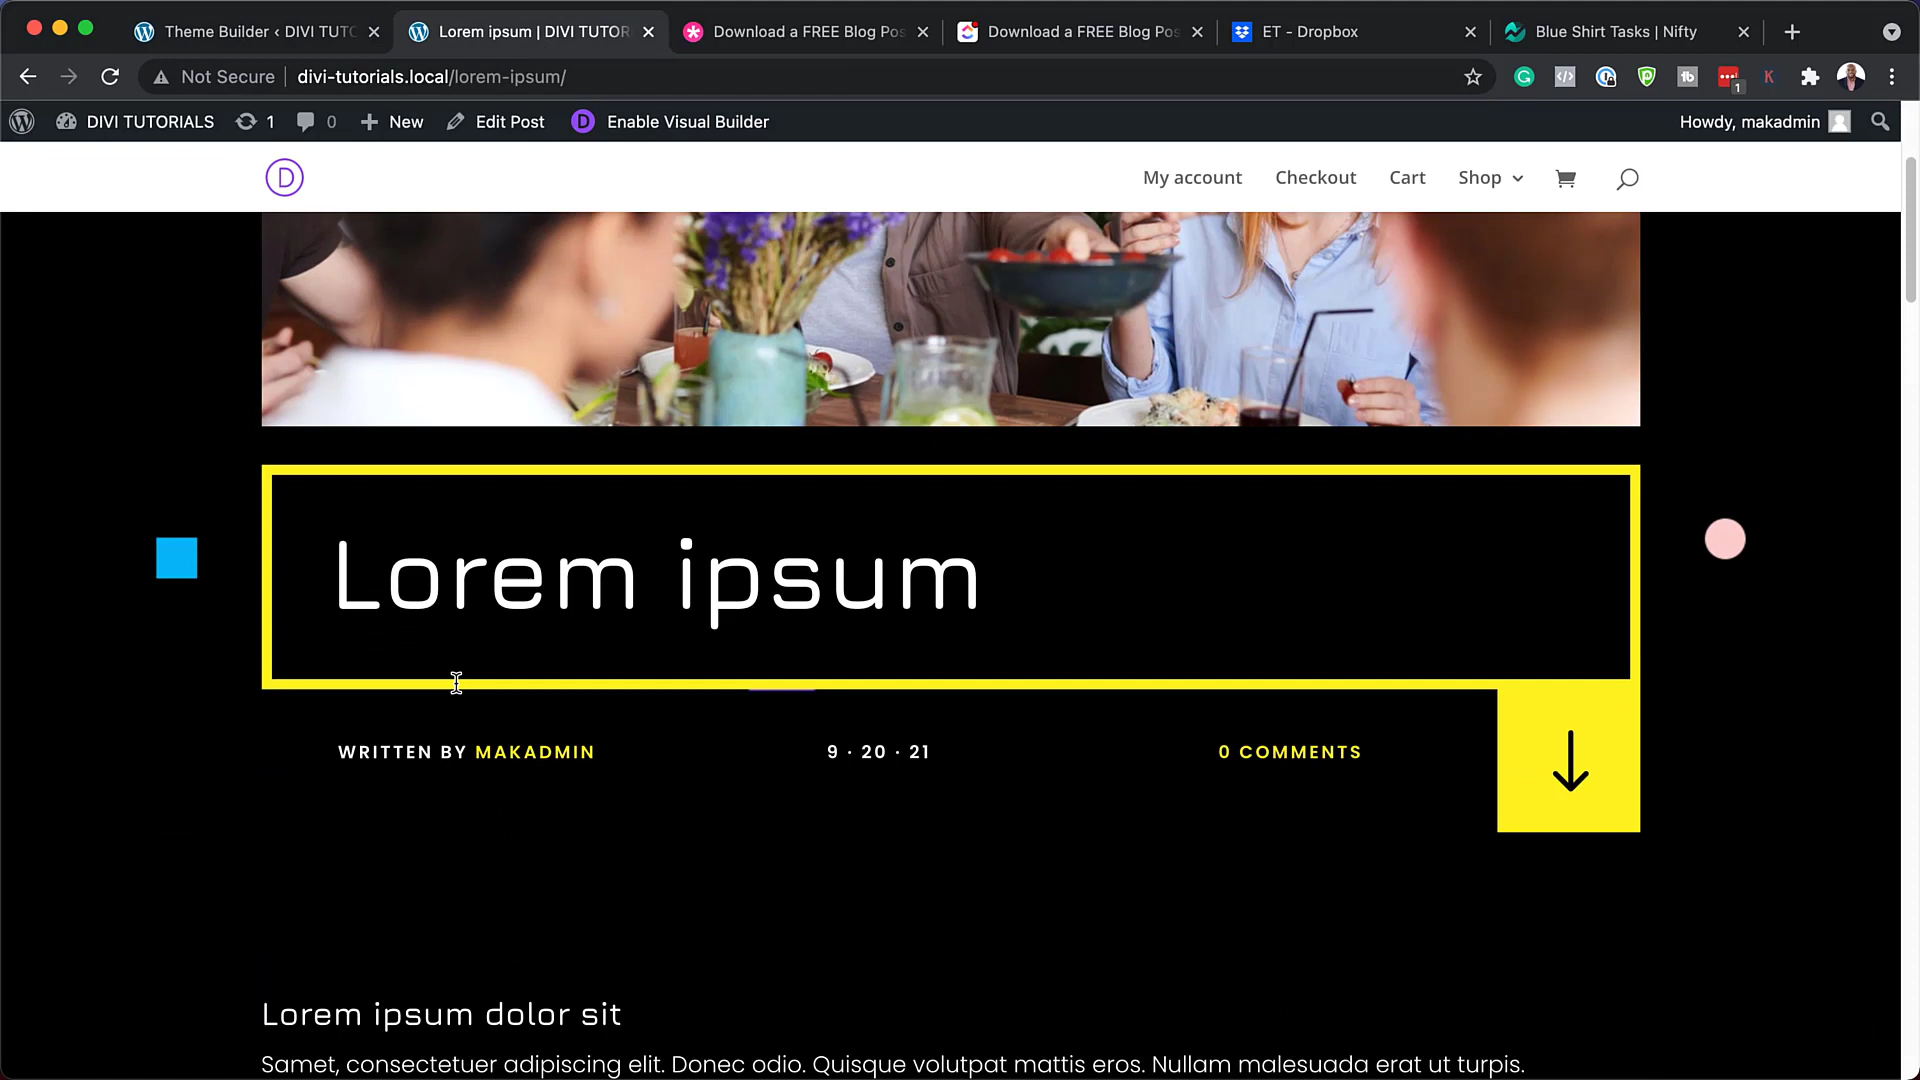 Theme Builder ‹ DIVI TUTO
Lorem ipsum | DIVI TUTOR
Download a FREE Blog Pos
Download a FREE Blog Pos
ET - Dropbox
Blue Shirt Tasks | Nifty
Not Secure
divi-tutorials.local/lorem-ipsum/
1
DIVI TUTORIALS
1
0
New
Edit Post
D
Enable Visual Builder
Howdy, makadmin
D
My account
Checkout
Cart
Shop
Lorem ipsum
WRITTEN BY MAKADMIN
9 · 20 · 21
0 COMMENTS
Lorem ipsum dolor sit
Samet, consectetuer adipiscing elit. Donec odio. Quisque volutpat mattis eros. Nullam malesuada erat ut turpis.